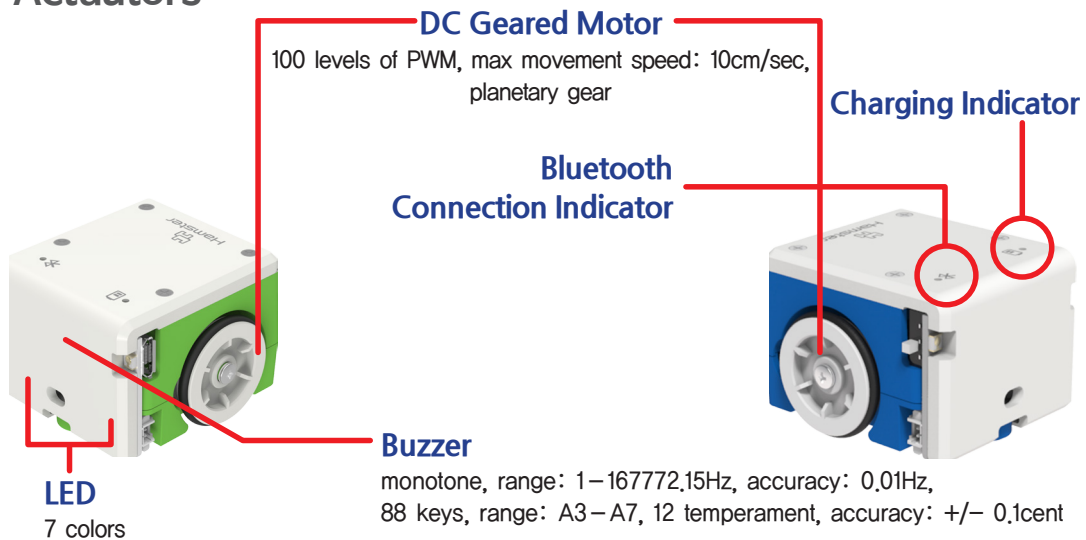 Actuators
DC Geared Motor
100 levels of PWM, max movement speed: 10cm/sec,
planetary gear
Charging Indicator
Bluetooth
Connection Indicator
Hamster
Hamster
Buzzer
monotone, range: 1-167772.15Hz, accuracy: 0.01Hz,
88 keys, range: A3-A7, 12 temperament, accuracy: +/- 0.1cent
LED
7 colors